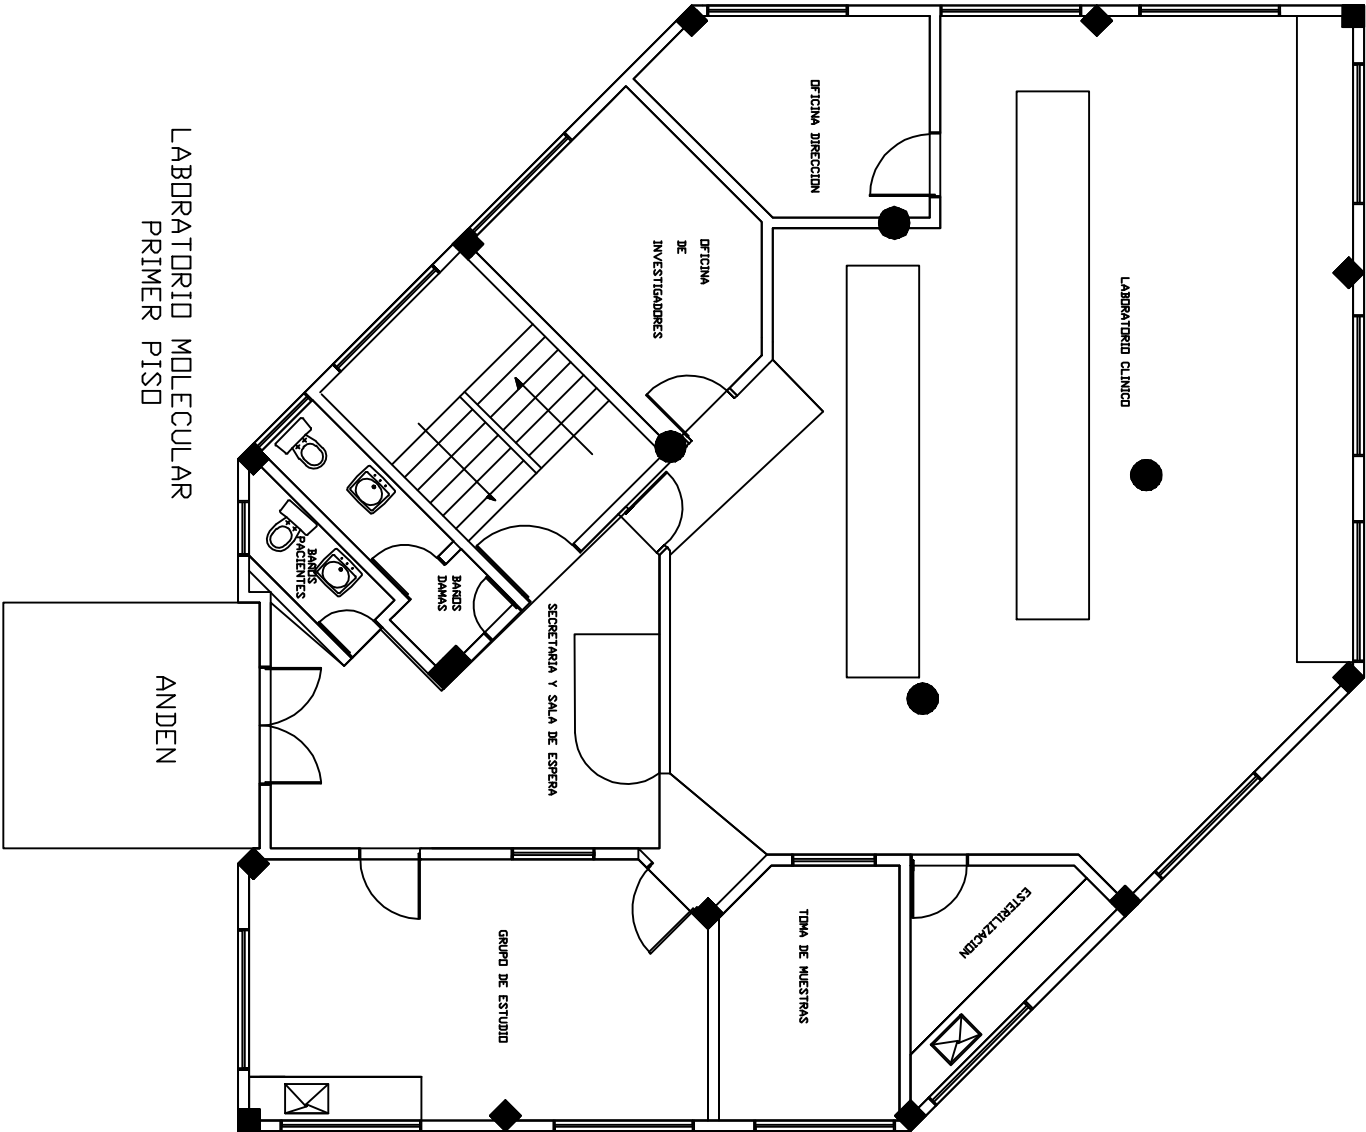 LABORATORIO MOLECULAR
PRIMER PISO
OFICINA DIRECCION
OFICINA
DE
INVESTIGADORES
LABORATORIO CLINICO
BAÑOS
PACIENTES
BAÑOS
DAMAS
SECRETARIA Y SALA DE ESPERA
ANDEN
GRUPO DE ESTUDIO
TOMA DE MUESTRAS
ESTERILIZACION